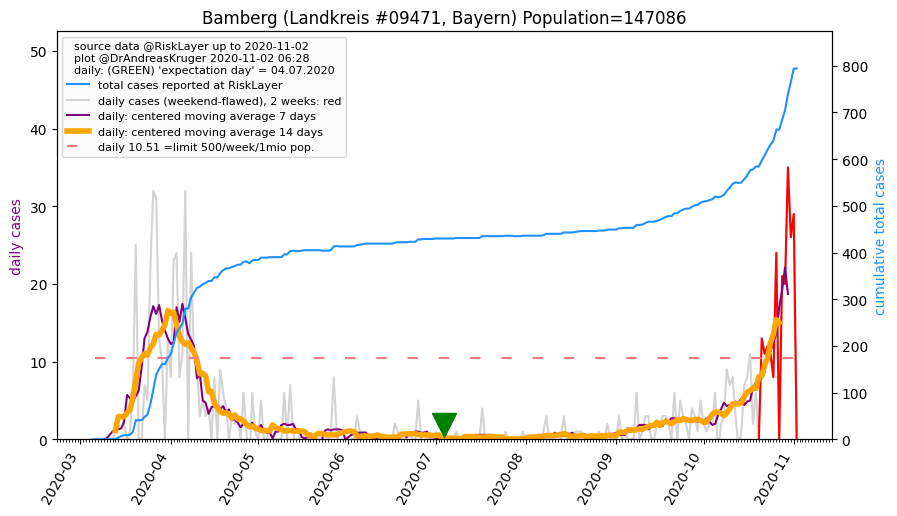 Bamberg (Landkreis #09471, Bayern) Population=147086
source data @RiskLayer up to 2020-11-02
plot @DrAndreasKruger 2020-11-02 06:28
daily: (GREEN) 'expectation day' = 04.07.2020
total cases reported at RiskLayer
daily cases (weekend-flawed), 2 weeks: red
daily: centered moving average 7 days
daily: centered moving average 14 days
daily 10.51 =limit 500/week/1mio pop.
daily cases
50
40
30
20
10
0
cumulative total cases
800
700
600
500
400
300
200
100
0
2020-03
2020-04
2020-05
2020-06
2020-07
2020-08
2020-09
2020-10
2020-11